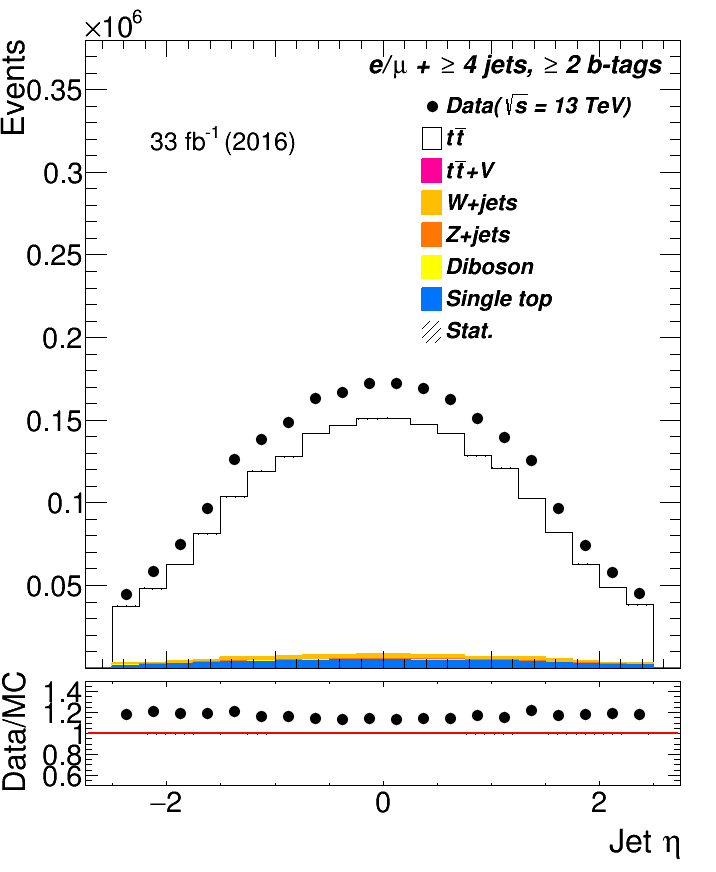 ×10⁶
Events
e/μ + ≥ 4 jets, ≥ 2 b-tags
Data(√s = 13 TeV)
33 fb⁻¹ (2016)
tt̅
tt̅+V
W+jets
Z+jets
Diboson
Single top
Stat.
0.35
0.3
0.25
0.2
0.15
0.1
0.05
Data/MC
1.4
1.2
1
0.8
0.6
−2
0
2
Jet η